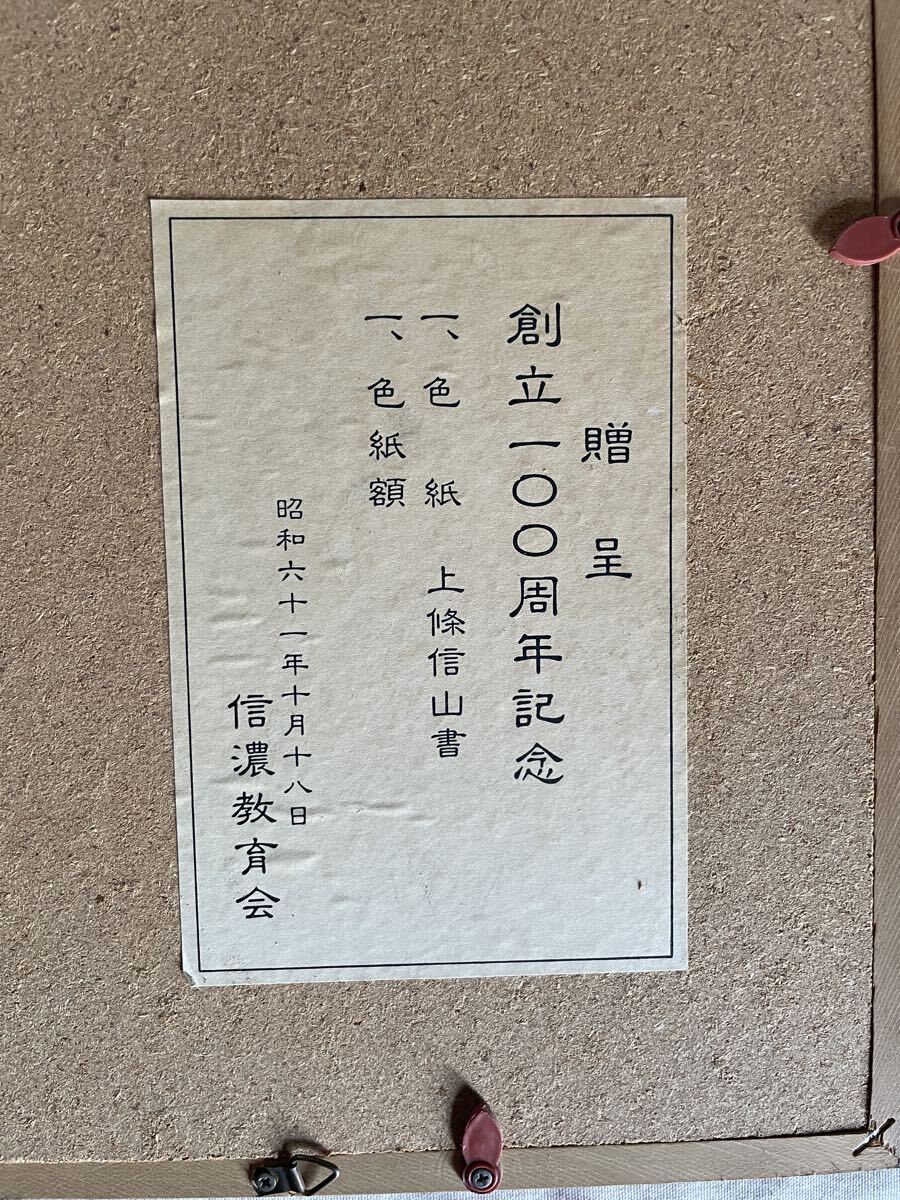 贈呈
創立一〇〇周年記念
一、色紙 上條信山書
一、色紙額
昭和六十一年十月十八日
信濃教育会